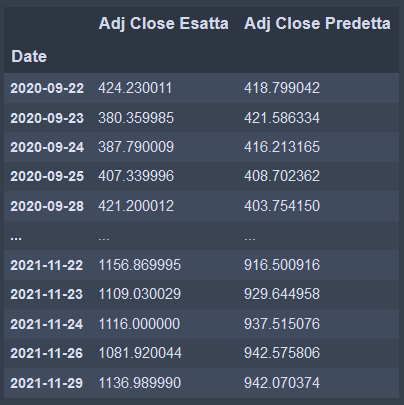 Adj Close Esatta Adj Close Predetta
Date
2020-09-22 424.230011 418.799042
2020-09-23 380.359985 421.586334
2020-09-24 387.790009 416.213165
2020-09-25 407.339996 408.702362
2020-09-28 421.200012 403.754150
... ... ...
2021-11-22 1156.869995 916.500916
2021-11-23 1109.030029 929.644958
2021-11-24 1116.000000 937.515076
2021-11-26 1081.920044 942.575806
2021-11-29 1136.989990 942.070374